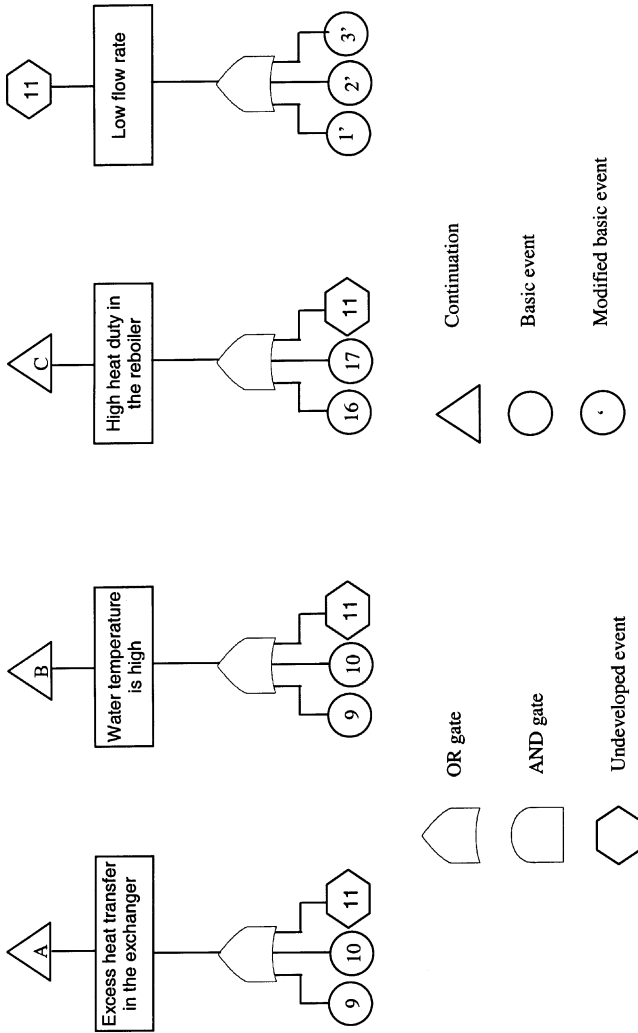 A
Excess heat transfer
in the exchanger
9
10
11
B
Water temperature
is high
9
10
11
C
High heat duty in
the reboiler
16
17
11
11
Low flow rate
1'
2'
3'
OR gate
AND gate
Undeveloped event
Continuation
Basic event
'
Modified basic event